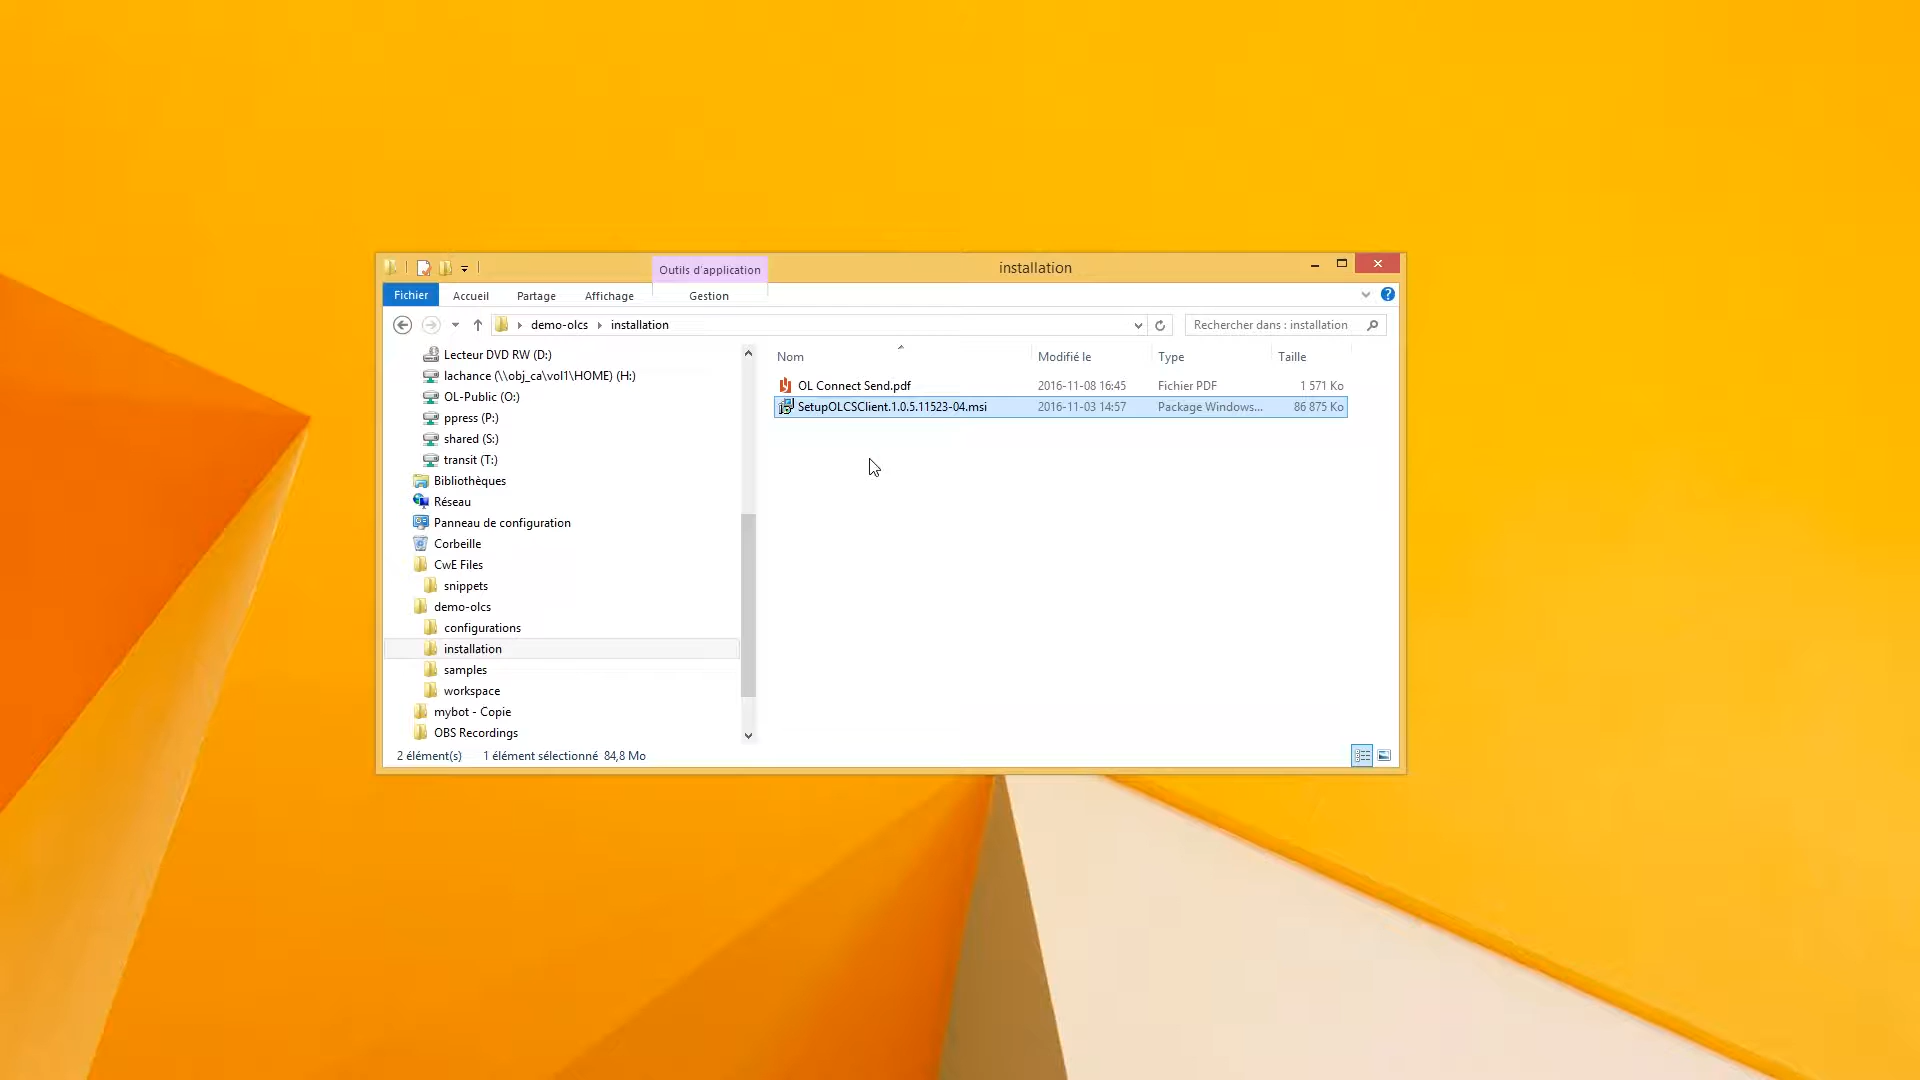 Outils d'application
installation
Fichier
Accueil
Partage
Affichage
Gestion
demo-olcs
installation
Rechercher dans : installation
Lecteur DVD RW (D:)
lachance (\\obj_ca\vol1\HOME) (H:)
OL-Public (O:)
ppress (P:)
shared (S:)
transit (T:)
Bibliothèques
Réseau
Panneau de configuration
Corbeille
CwE Files
snippets
demo-olcs
configurations
installation
samples
workspace
mybot - Copie
OBS Recordings
Nom Modifié le Type Taille
OL Connect Send.pdf 2016-11-08 16:45 Fichier PDF 1 571 Ko
SetupOLCSClient.1.0.5.11523-04.msi 2016-11-03 14:57 Package Windows... 86 875 Ko
2 élément(s) 1 élément sélectionné 84,8 Mo